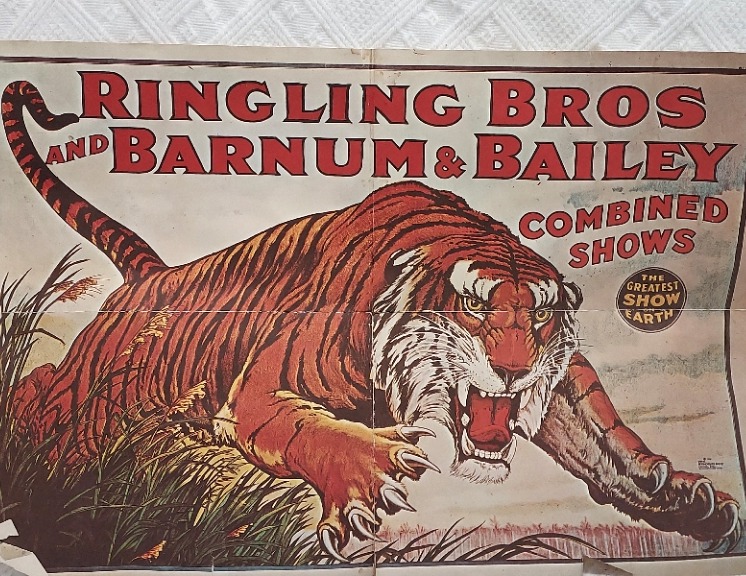 RINGLING BROS
AND BARNUM & BAILEY
COMBINED
SHOWS
THE
GREATEST
SHOW
EARTH